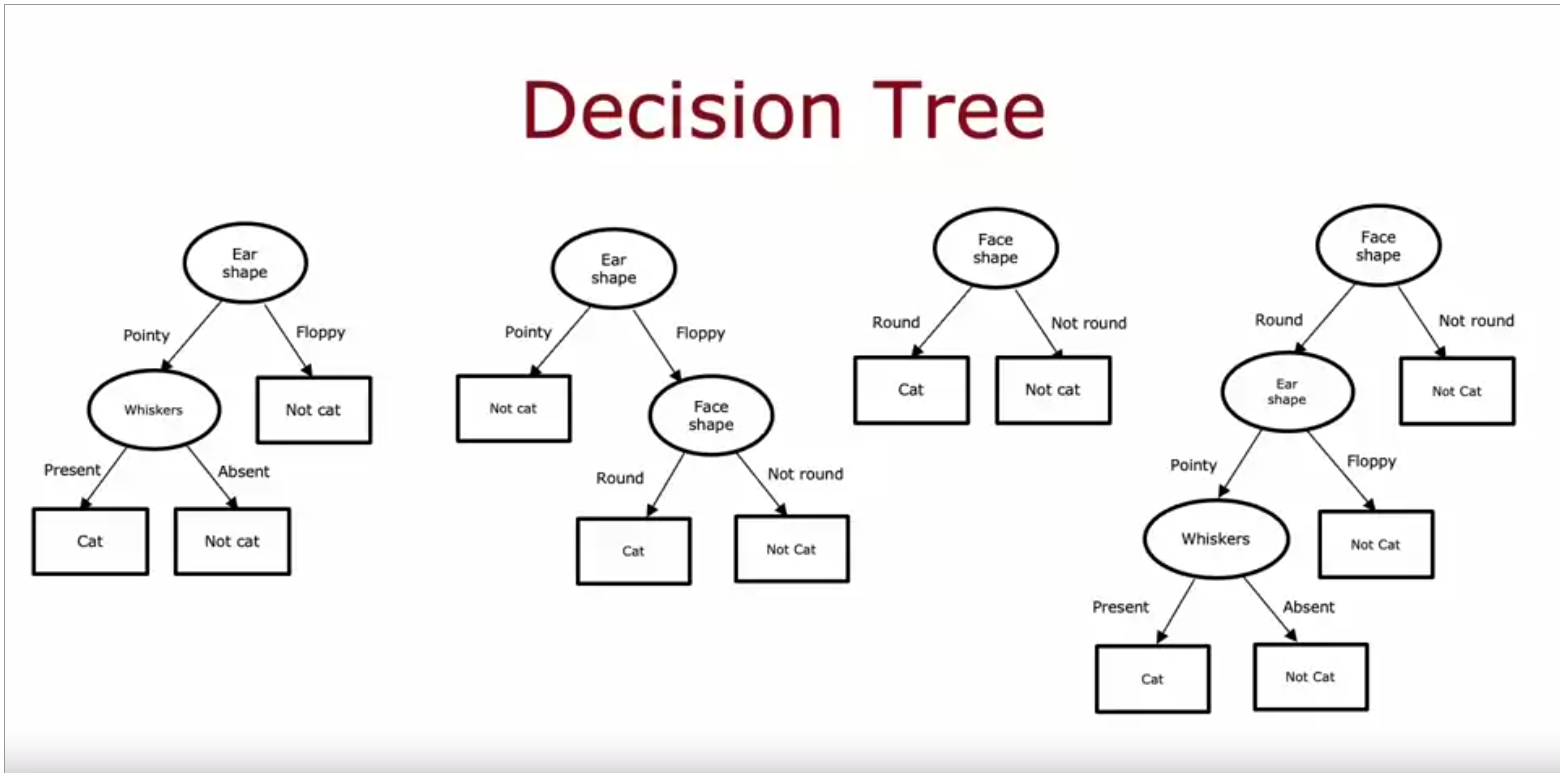 Decision Tree
Ear
shape
Pointy
Floppy
Whiskers
Not cat
Present
Absent
Cat
Not cat
Ear
shape
Pointy
Floppy
Not cat
Face
shape
Round
Not round
Cat
Not Cat
Face
shape
Round
Not round
Cat
Not cat
Face
shape
Round
Not round
Ear
shape
Not Cat
Pointy
Floppy
Whiskers
Not Cat
Present
Absent
Cat
Not Cat